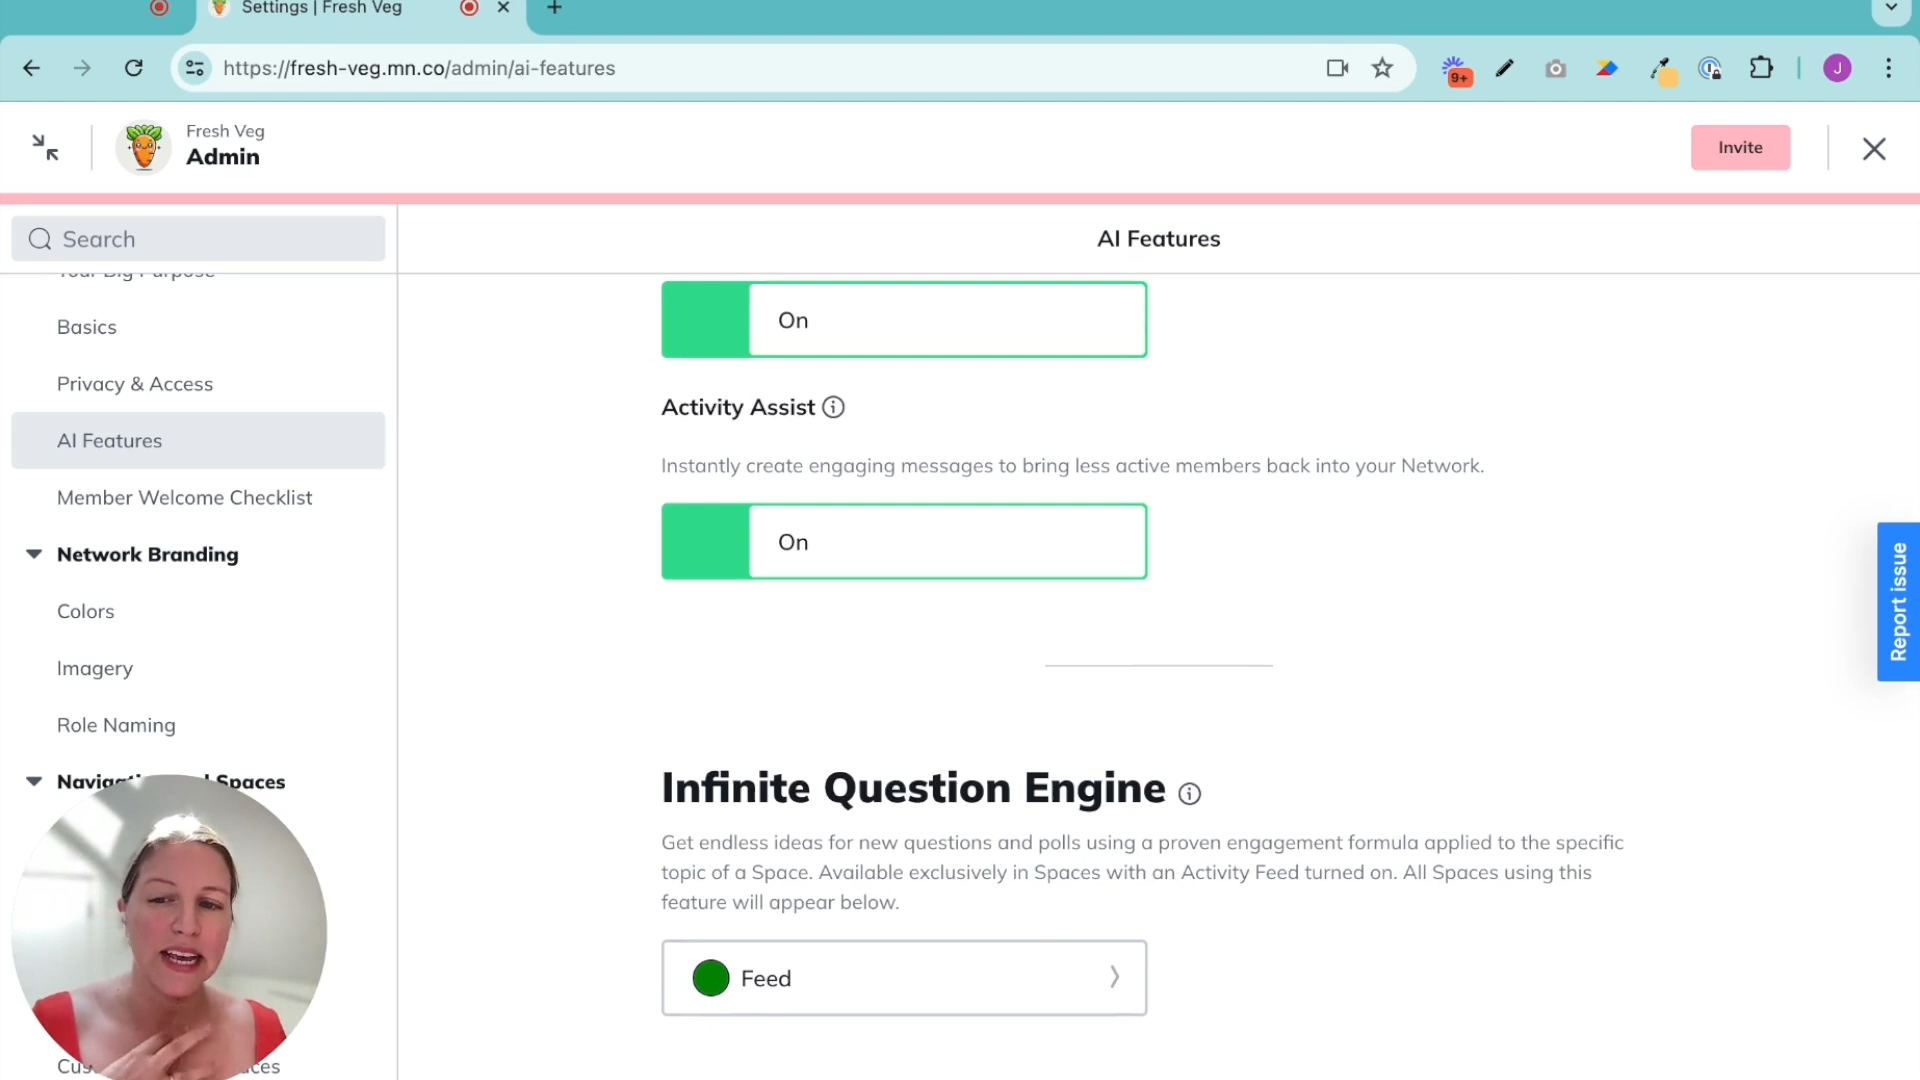 Settings | Fresh Veg
https://fresh-veg.mn.co/admin/ai-features
9+
J
Fresh Veg
Admin
Invite
Search
AI Features
Your Big Purpose
Basics
Privacy & Access
AI Features
Member Welcome Checklist
Network Branding
Colors
Imagery
Role Naming
Spaces
On
Activity Assist
Instantly create engaging messages to bring less active members back into your Network.
On
Infinite Question Engine
Get endless ideas for new questions and polls using a proven engagement formula applied to the specific
topic of a Space. Available exclusively in Spaces with an Activity Feed turned on. All Spaces using this
feature will appear below.
Feed
Report issue